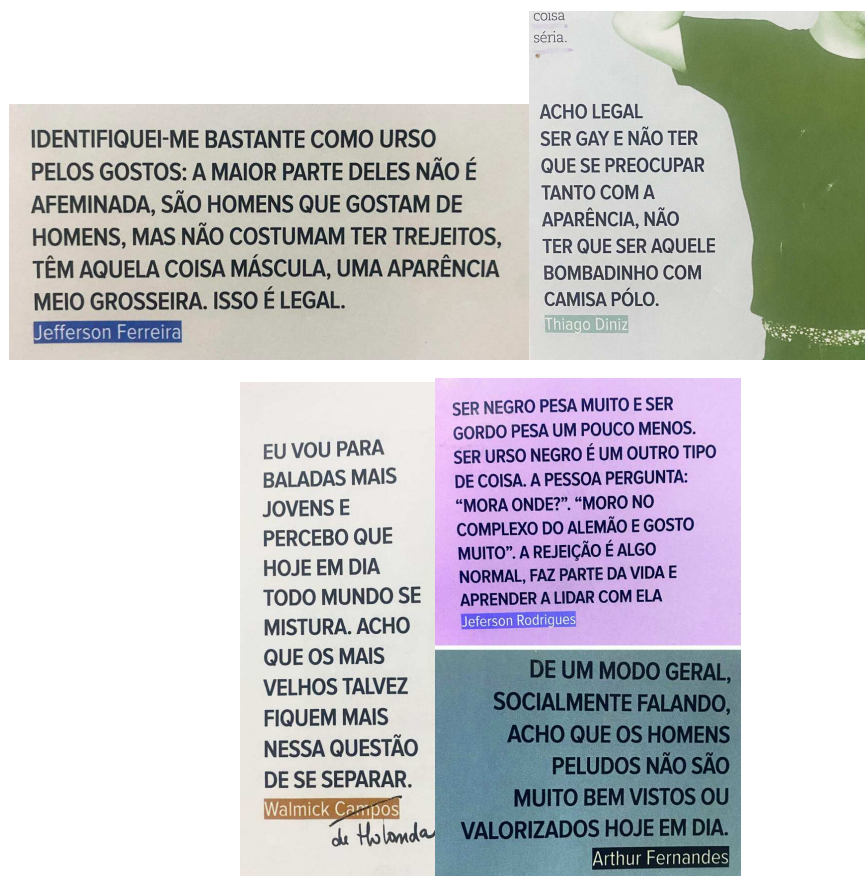 coisa
séria.
IDENTIFIQUEI-ME BASTANTE COMO URSO
PELOS GOSTOS: A MAIOR PARTE DELES NÃO É
AFEMINADA, SÃO HOMENS QUE GOSTAM DE
HOMENS, MAS NÃO COSTUMAM TER TREJEITOS,
TÊM AQUELA COISA MÁSCULA, UMA APARÊNCIA
MEIO GROSSEIRA. ISSO É LEGAL.
Jefferson Ferreira
ACHO LEGAL
SER GAY E NÃO TER
QUE SE PREOCUPAR
TANTO COM A
APARÊNCIA, NÃO
TER QUE SER AQUELE
BOMBADINHO COM
CAMISA PÓLO.
Thiago Diniz
EU VOU PARA
BALADAS MAIS
JOVENS E
PERCEBO QUE
HOJE EM DIA
TODO MUNDO SE
MISTURA. ACHO
QUE OS MAIS
VELHOS TALVEZ
FIQUEM MAIS
NESSA QUESTÃO
DE SE SEPARAR.
Walmick Campos
de Holanda
SER NEGRO PESA MUITO E SER
GORDO PESA UM POUCO MENOS.
SER URSO NEGRO É UM OUTRO TIPO
DE COISA. A PESSOA PERGUNTA:
“MORA ONDE?”. “MORO NO
COMPLEXO DO ALEMÃO E GOSTO
MUITO”. A REJEIÇÃO É ALGO
NORMAL, FAZ PARTE DA VIDA E
APRENDER A LIDAR COM ELA
Jeferson Rodrigues
DE UM MODO GERAL,
SOCIALMENTE FALANDO,
ACHO QUE OS HOMENS
PELUDOS NÃO SÃO
MUITO BEM VISTOS OU
VALORIZADOS HOJE EM DIA.
Arthur Fernandes